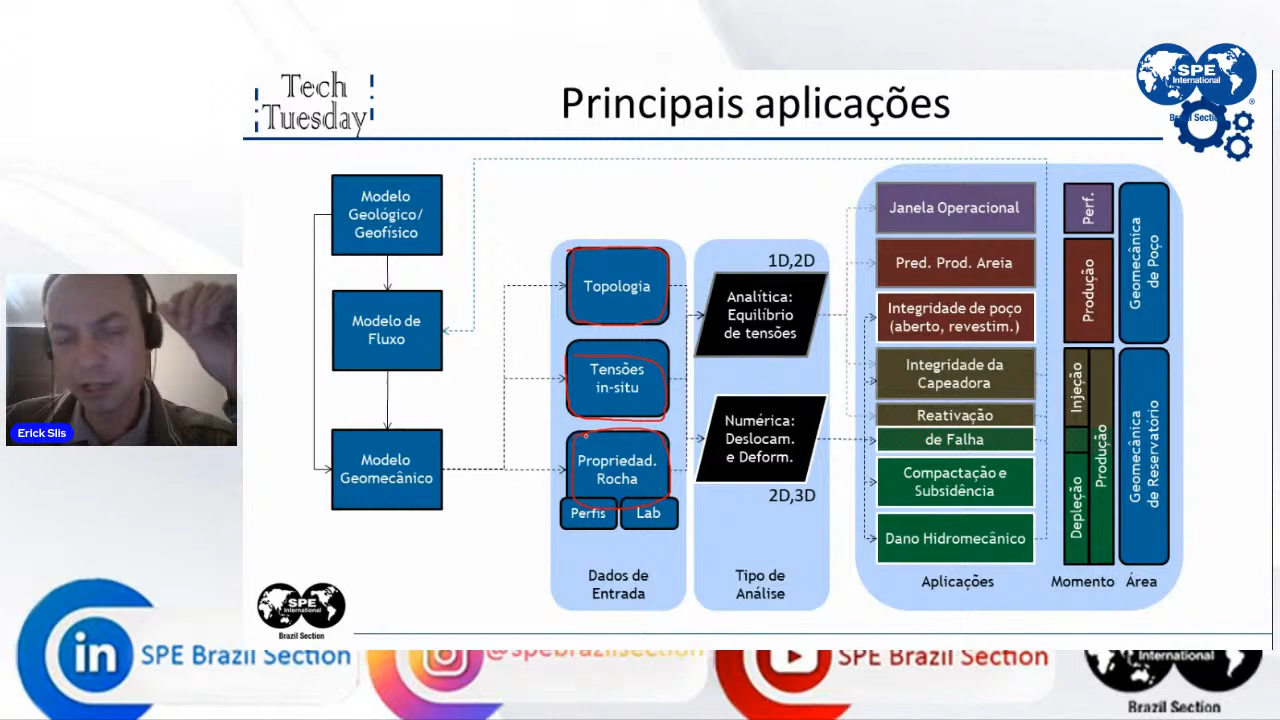 Tech
Tuesday
Principais aplicações
SPE
International
Modelo
Geológico/
Geofísico
Modelo de
Fluxo
Modelo
Geomecânico
Topologia
Tensões
in-situ
Propriedad.
Rocha
Perfis
Lab
Dados de
Entrada
1D,2D
Analítica:
Equilíbrio
de tensões
Numérica:
Deslocam.
e Deform.
2D,3D
Tipo de
Análise
Janela Operacional
Pred. Prod. Areia
Integridade de poço
(aberto, revestim.)
Integridade da
Capeadora
Reativação
de Falha
Compactação e
Subsidência
Dano Hidromecânico
Aplicações
Perf.
Produção
Injeção
Depleção
Produção
Momento
Geomecânica
de Poço
Geomecânica
de Reservatório
Área
Erick Slis
SPE
International
Brazil Section
in
SPE Brazil Section
@spebrazilsection
SPE Brazil Section
International
Brazil Section